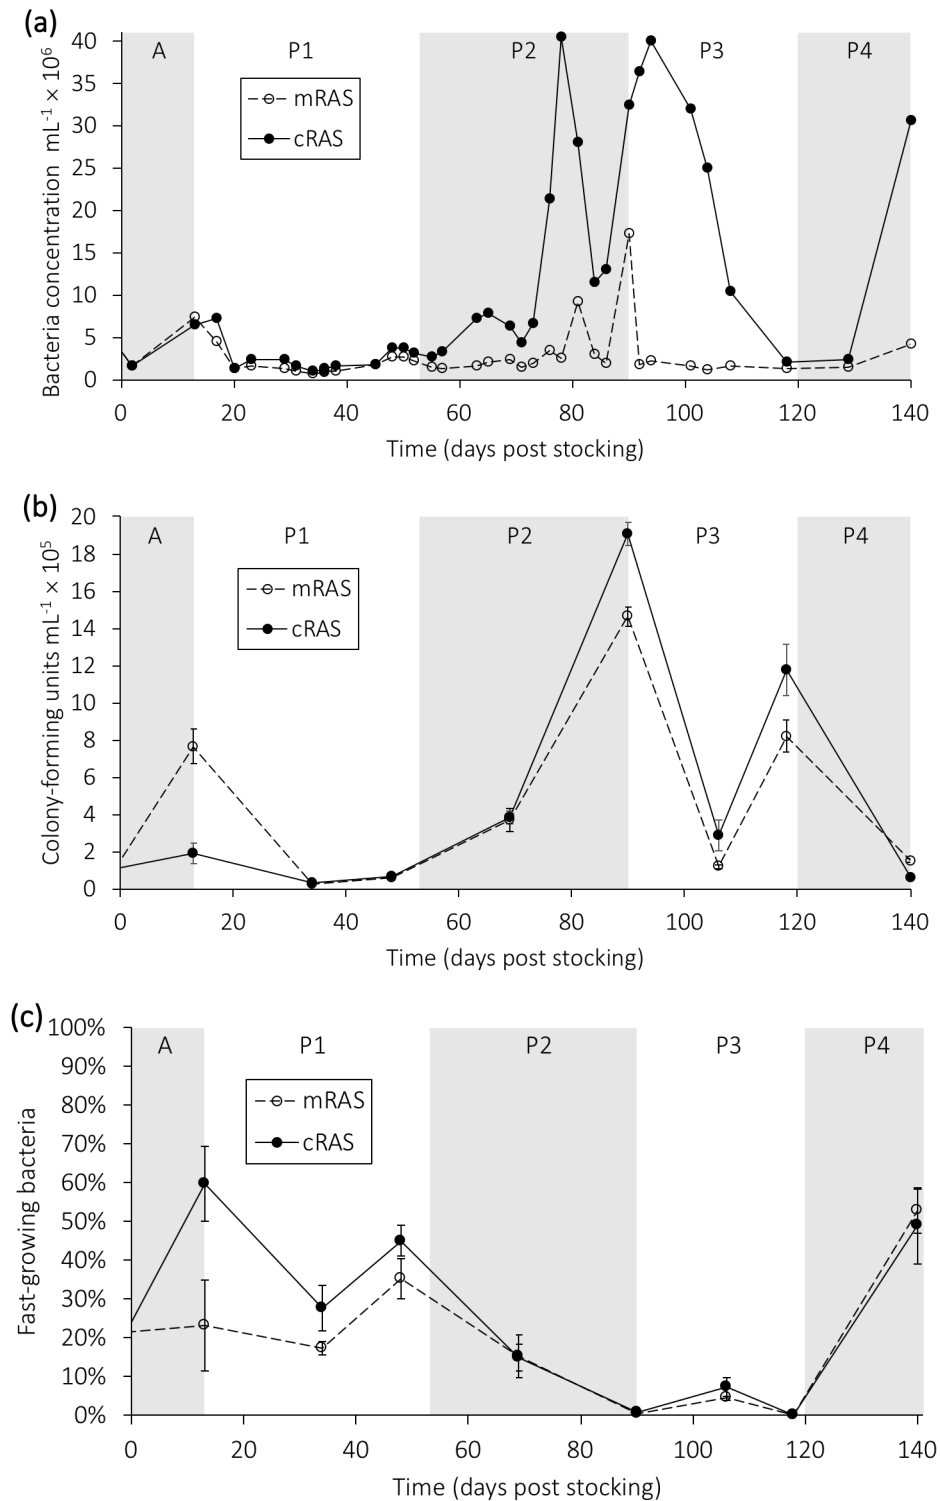 (a)
Bacteria concentration mL⁻¹ × 10⁶
40
35
30
25
20
15
10
5
0
A
P1
P2
P3
P4
mRAS
cRAS
0 20 40 60 80 100 120 140
Time (days post stocking)
(b)
Colony-forming units mL⁻¹ × 10⁵
20
18
16
14
12
10
8
6
4
2
0
A
P1
P2
P3
P4
mRAS
cRAS
0 20 40 60 80 100 120 140
Time (days post stocking)
(c)
Fast-growing bacteria
100%
90%
80%
70%
60%
50%
40%
30%
20%
10%
0%
A
P1
P2
P3
P4
mRAS
cRAS
0 20 40 60 80 100 120 140
Time (days post stocking)